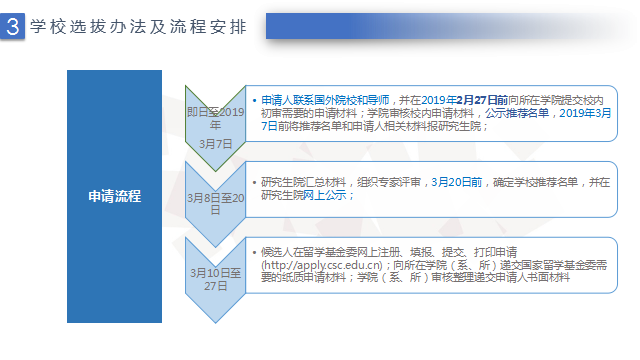 3 学校选拔办法及流程安排
申请流程
即日至2019
年
3月7日
• 申请人联系国外院校和导师，并在2019年2月27日前向所在学院提交校内
初审需要的申请材料；学院审核校内申请材料，公示推荐名单，2019年3月
7日前将推荐名单和申请人相关材料报研究生院；
3月8日至20
日
• 研究生院汇总材料，组织专家评审，3月20日前，确定学校推荐名单，并在
研究生院网上公示；
3月10日至
27日
• 候选人在留学基金委网上注册、填报、提交、打印申请
(http://apply.csc.edu.cn)；向所在学院（系、所）递交国家留学基金委需
要的纸质申请材料；学院（系、所）审核整理递交申请人书面材料